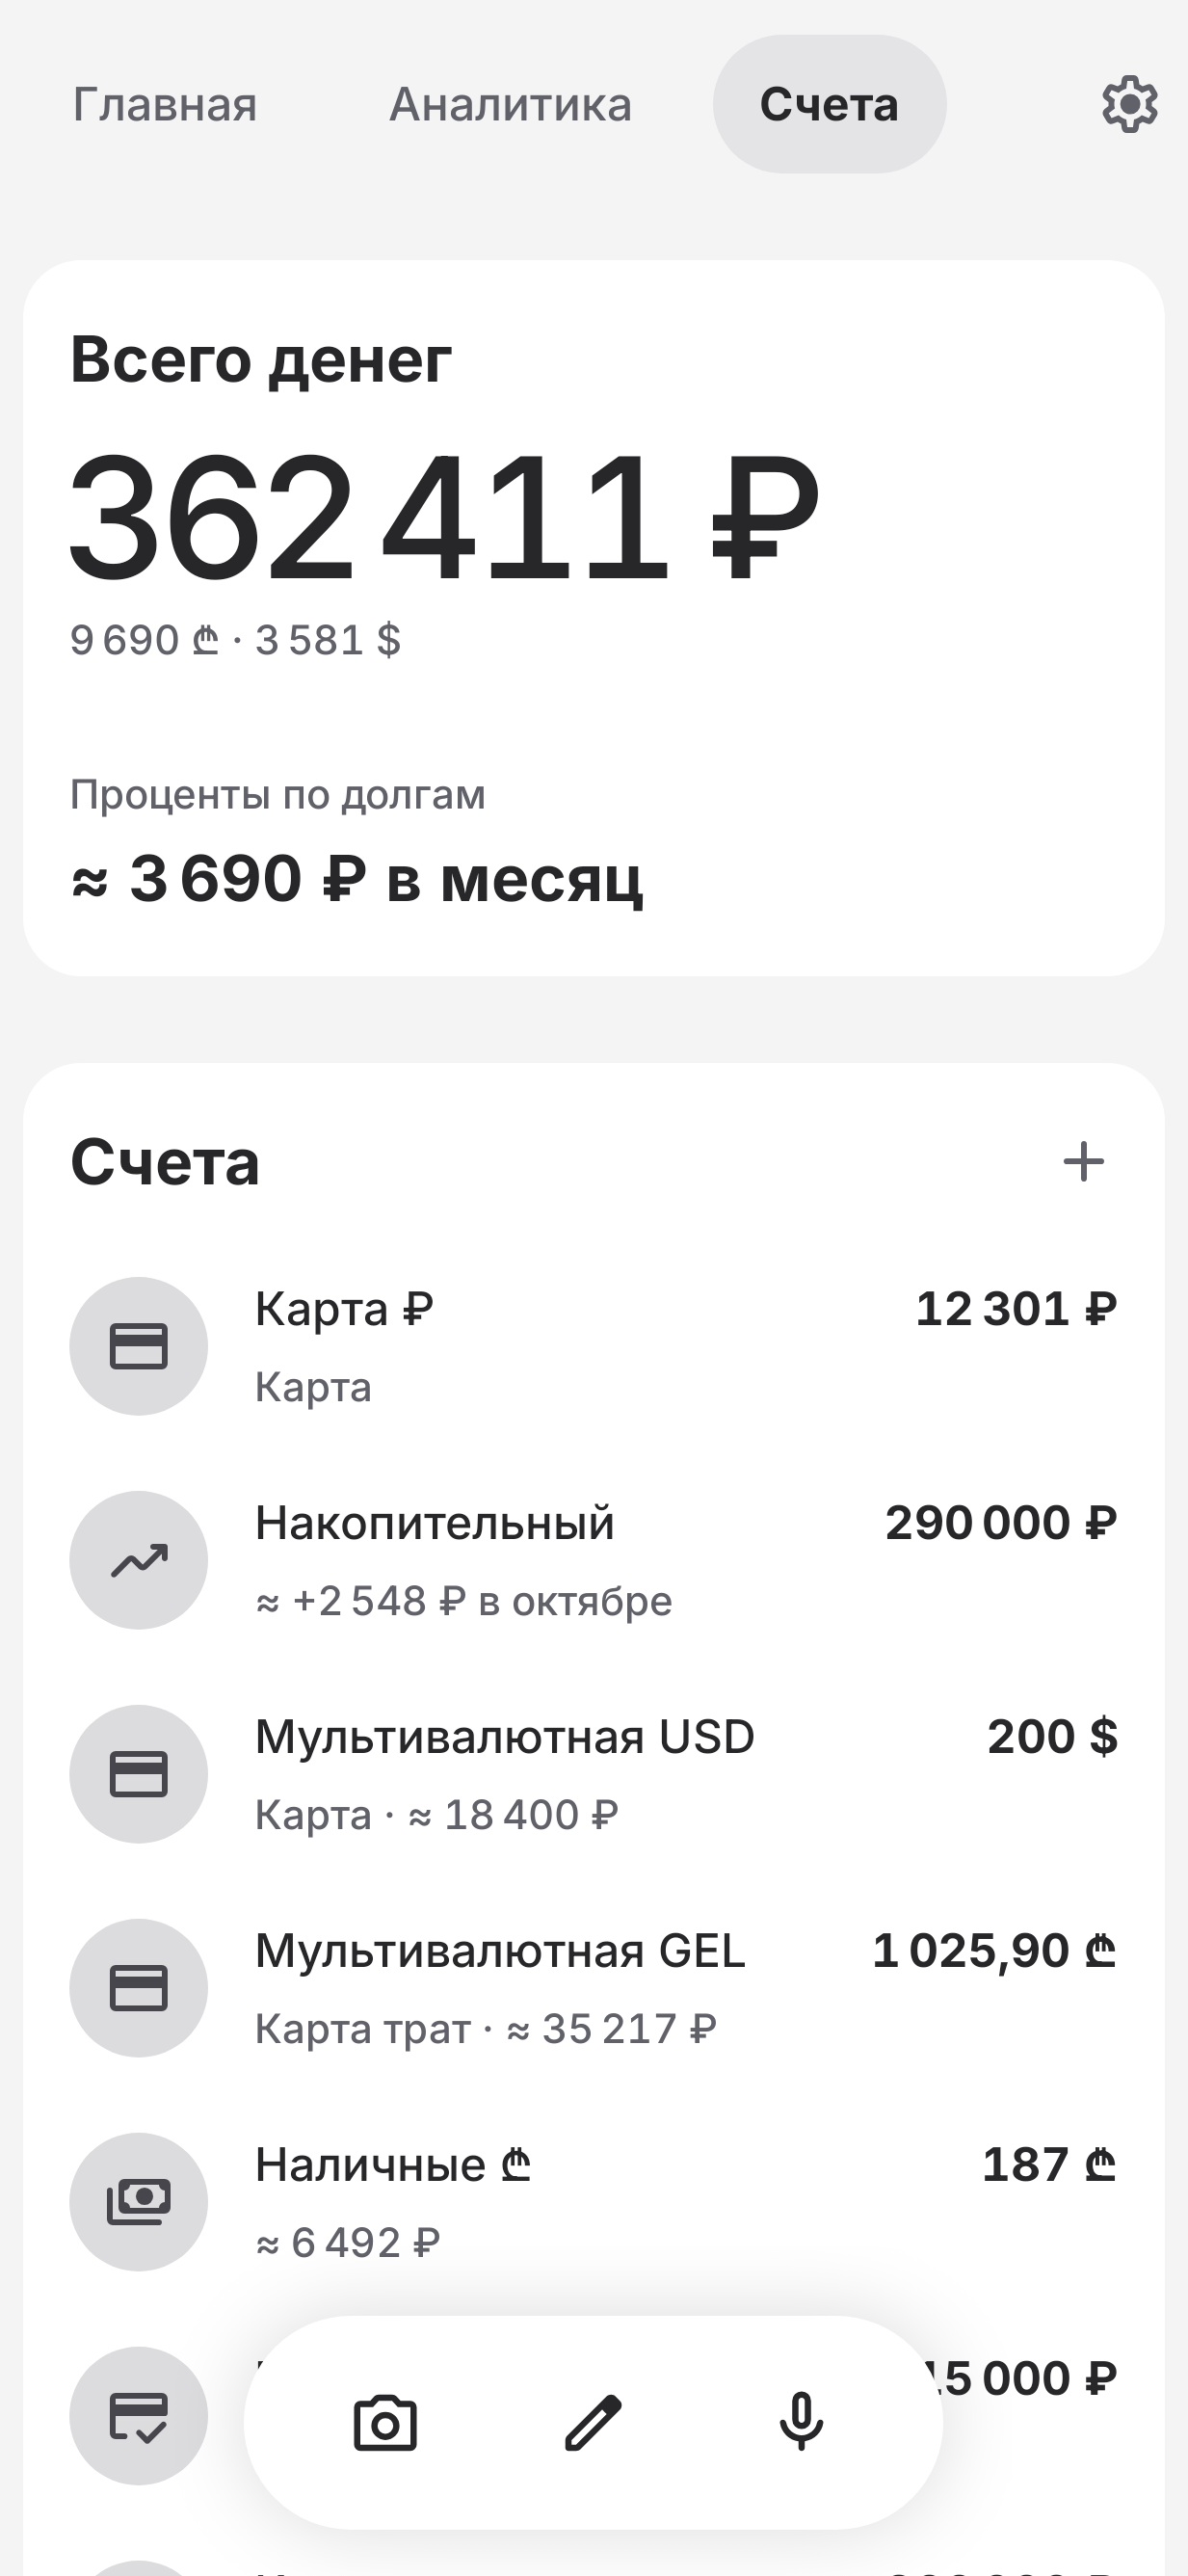 Главная Аналитика Счета
Всего денег
362 411 ₽
9 690 ₾ · 3 581 $
Проценты по долгам
≈ 3 690 ₽ в месяц
Счета
Карта ₽ 12 301 ₽
Карта
Накопительный 290 000 ₽
≈ +2 548 ₽ в октябре
Мультивалютная USD 200 $
Карта · ≈ 18 400 ₽
Мультивалютная GEL 1 025,90 ₾
Карта трат · ≈ 35 217 ₽
Наличные ₾ 187 ₾
≈ 6 492 ₽
15 000 ₽